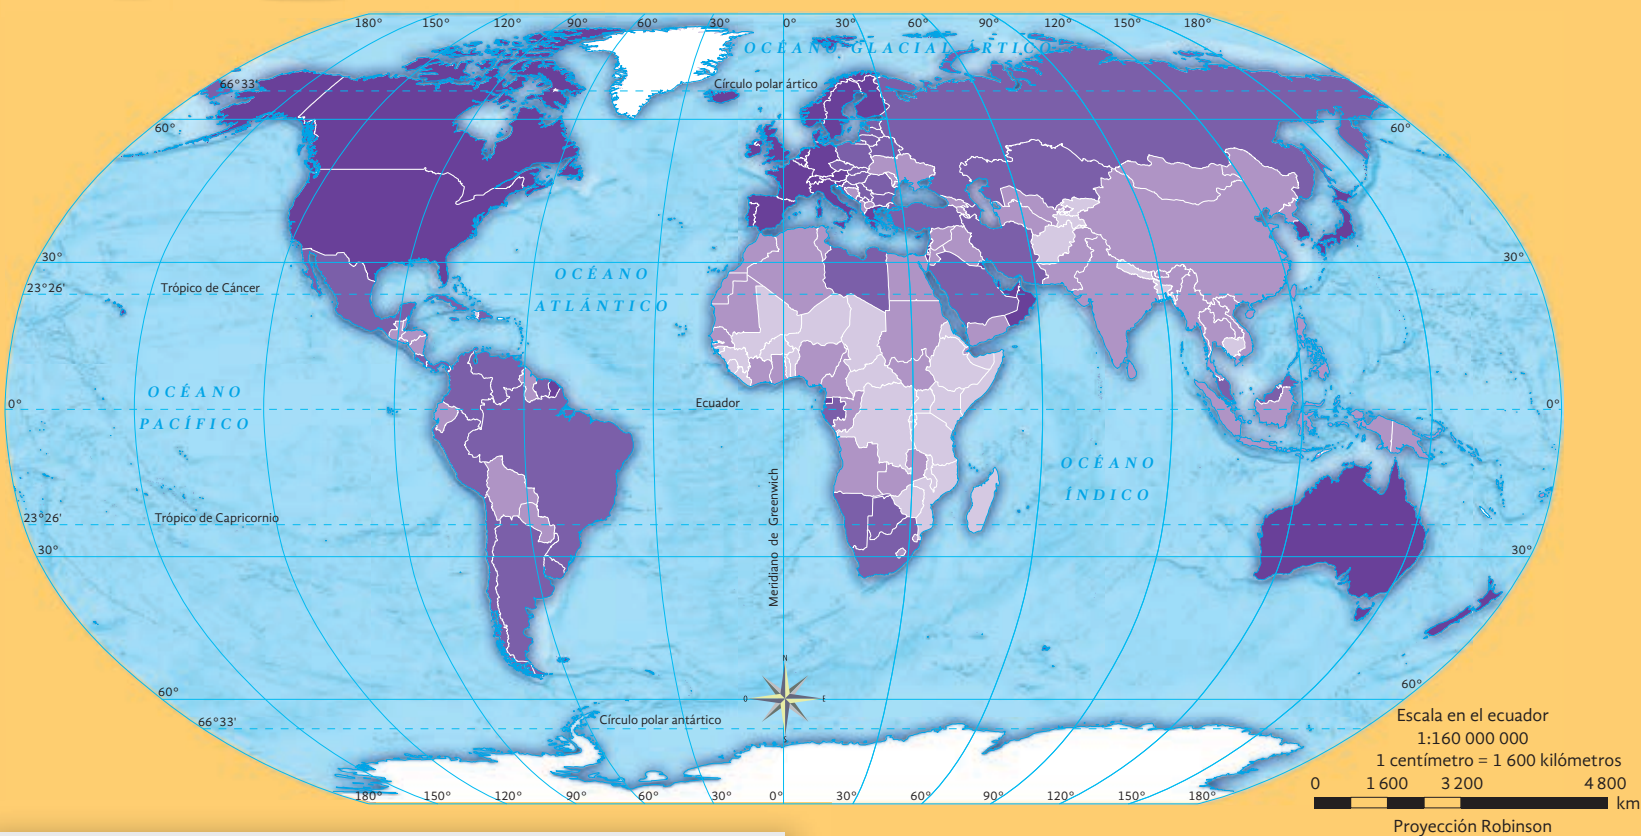 180° 150° 120° 90° 60° 30° 0° 30° 60° 90° 120° 150° 180°
OCÉANO GLACIAL ÁRTICO
66°33' Círculo polar ártico
60° 60°
30° 30°
OCÉANO
ATLÁNTICO
23°26' Trópico de Cáncer
OCÉANO
PACÍFICO
0° Ecuador 0°
OCÉANO
ÍNDICO
Meridiano de Greenwich
23°26' Trópico de Capricornio
30° 30°
N
O E
S
60° 60°
66°33' Círculo polar antártico
180° 150° 120° 90° 60° 30° 0° 30° 60° 90° 120° 150° 180°
Escala en el ecuador
1:160 000 000
1 centímetro = 1 600 kilómetros
0 1 600 3 200 4 800
km
Proyección Robinson